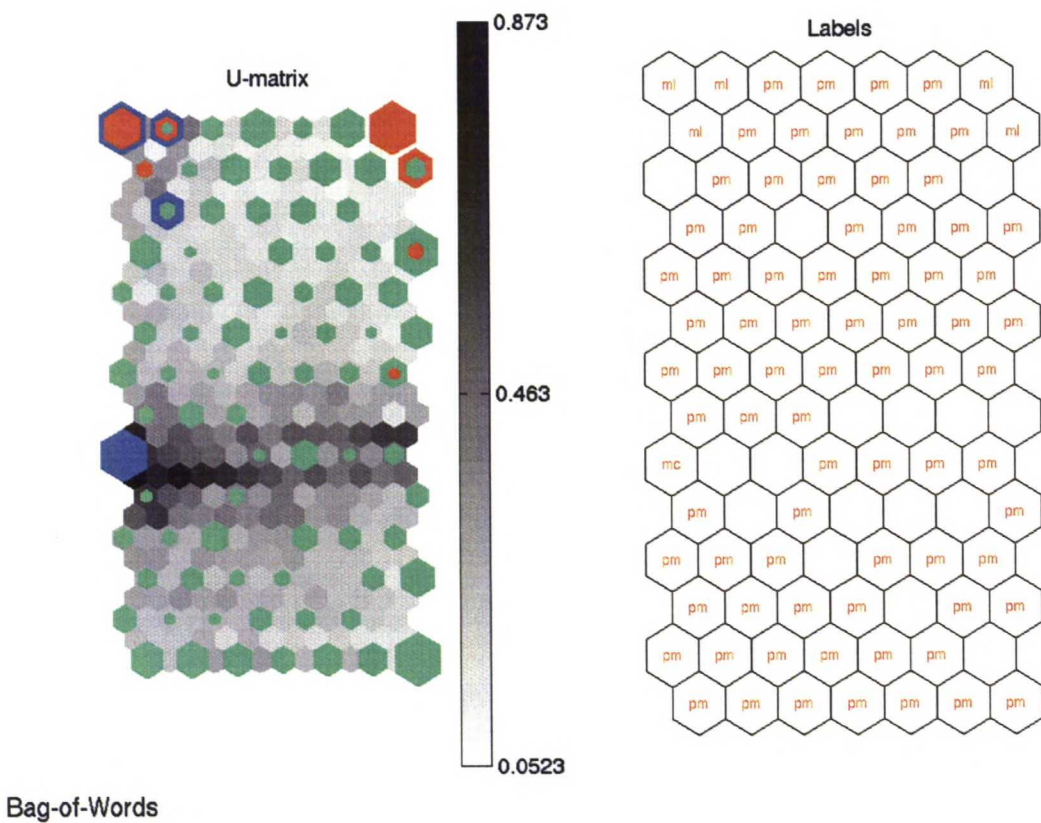 U-matrix
0.873
0.463
0.0523
Labels
ml ml pm pm pm pm ml
ml pm pm pm pm pm ml
pm pm pm pm pm
pm pm pm pm pm pm
pm pm pm pm pm pm pm
pm pm pm pm pm pm pm
pm pm pm pm pm pm pm
pm pm pm
mc pm pm pm pm
pm pm pm
pm pm pm pm pm pm
pm pm pm pm pm pm
pm pm pm pm pm pm
pm pm pm pm pm pm pm
Bag-of-Words